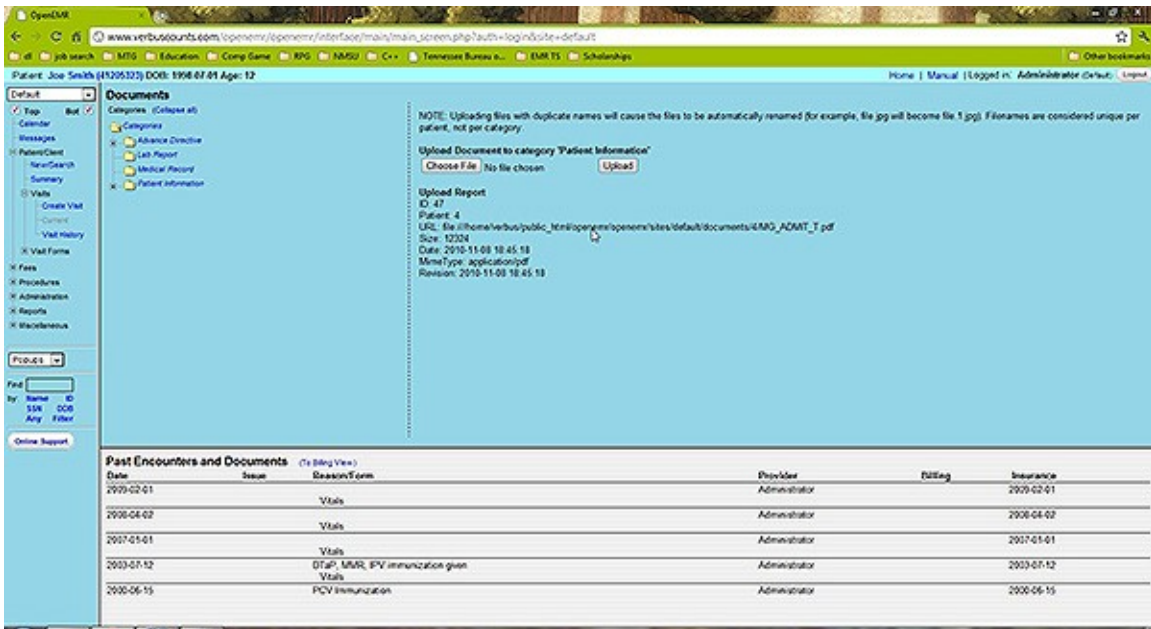 OpenEMR
www.verbuscounts.com/openemr/openemr/interface/main/main_screen.php?auth=login&site=default
job search MTG Education Comp Game RPG NMSU C++ Tennessee Bureau o... EMR TS Scholarships Other bookmarks
Patient: Joe Smith (41205323) DOB: 1998-07-01 Age: 12 Home | Manual | Logged in: Administrator (Default) Logout
Default
Top Bot
Calendar
Messages
Patient/Client
New/Search
Summary
Visits
Create Visit
Current
Visit History
Visit Forms
Fees
Procedures
Administration
Reports
Miscellaneous
Popups
Find
by: Name ID
SSN DOB
Any Filter
Online Support
Documents
Categories (Collapse all)
Categories
Advance Directive
Lab Report
Medical Record
Patient Information
NOTE: Uploading files with duplicate names will cause the files to be automatically renamed (for example, file.jpg will become file.1.jpg). Filenames are considered unique per
patient, not per category.
Upload Document to category 'Patient Information'
Choose File No file chosen Upload
Upload Report
ID: 47
Patient: 4
URL: file:///home/verbus/public_html/openemr/openemr/sites/default/documents/4/MG_ADMIT_T.pdf
Size: 12324
Date: 2010-11-08 18:45:18
MimeType: application/pdf
Revision: 2010-11-08 18:45:18
Past Encounters and Documents (To Billing View)
Date Issue Reason/Form Provider Billing Insurance
2009-02-01 Administrator 2009-02-01
Vitals
2008-04-02 Administrator 2008-04-02
Vitals
2007-01-01 Administrator 2007-01-01
Vitals
2003-07-12 DTaP, MMR, IPV immunization given Administrator 2003-07-12
Vitals
2000-06-15 PCV Immunization Administrator 2000-06-15